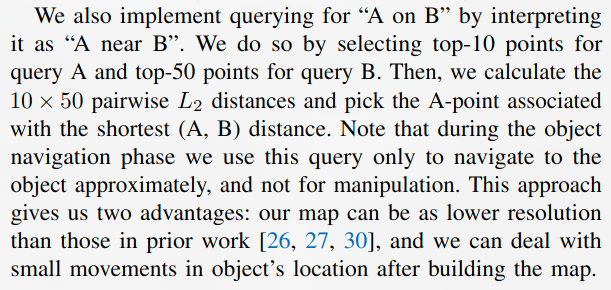 We also implement querying for “A on B” by interpreting
it as “A near B”. We do so by selecting top-10 points for
query A and top-50 points for query B. Then, we calculate the
10 × 50 pairwise L₂ distances and pick the A-point associated
with the shortest (A, B) distance. Note that during the object
navigation phase we use this query only to navigate to the
object approximately, and not for manipulation. This approach
gives us two advantages: our map can be as lower resolution
than those in prior work [26, 27, 30], and we can deal with
small movements in object’s location after building the map.